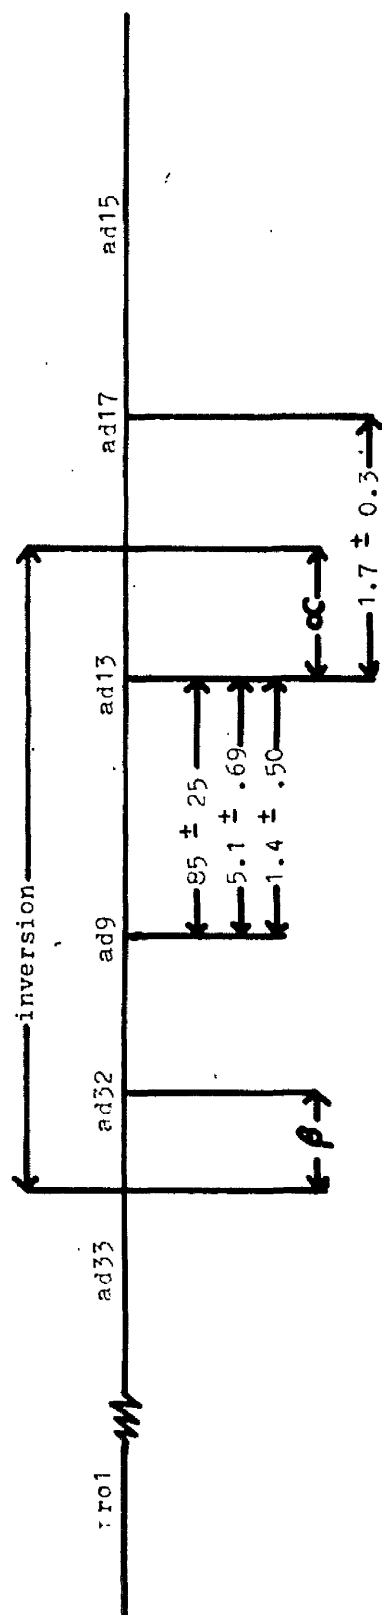 inversion
ro1 ad33 ad32 ad9 ad13 ad17 ad15
85 ± 25
5.1 ± .69
1.4 ± .50
β α
1.7 ± 0.3